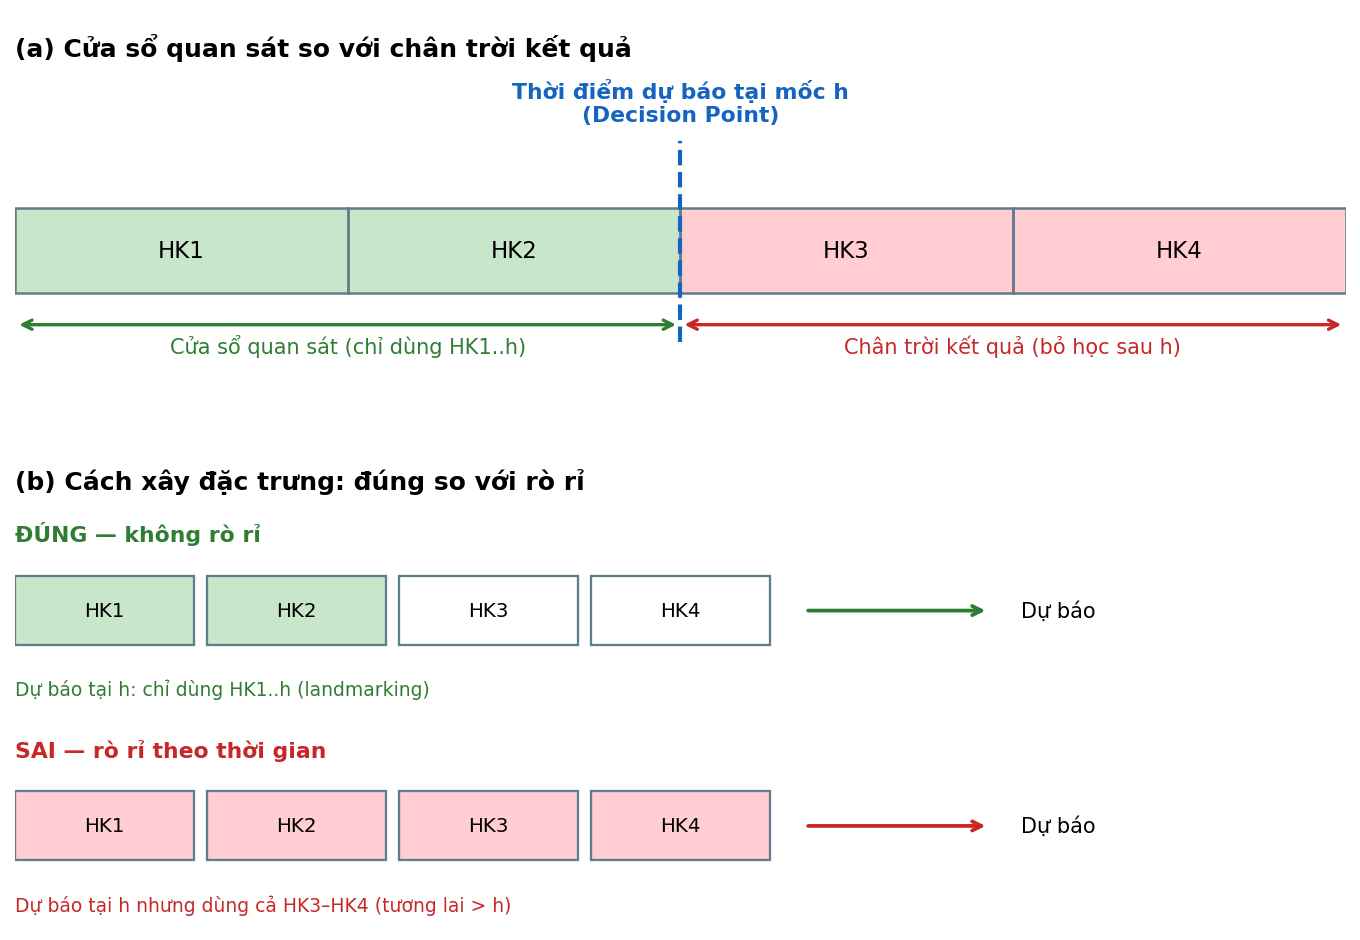 (a) Cửa sổ quan sát so với chân trời kết quả
Thời điểm dự báo tại mốc h
(Decision Point)
HK1 HK2 HK3 HK4
Cửa sổ quan sát (chỉ dùng HK1..h) Chân trời kết quả (bỏ học sau h)
(b) Cách xây đặc trưng: đúng so với rò rỉ
ĐÚNG — không rò rỉ
HK1 HK2 HK3 HK4 Dự báo
Dự báo tại h: chỉ dùng HK1..h (landmarking)
SAI — rò rỉ theo thời gian
HK1 HK2 HK3 HK4 Dự báo
Dự báo tại h nhưng dùng cả HK3–HK4 (tương lai > h)